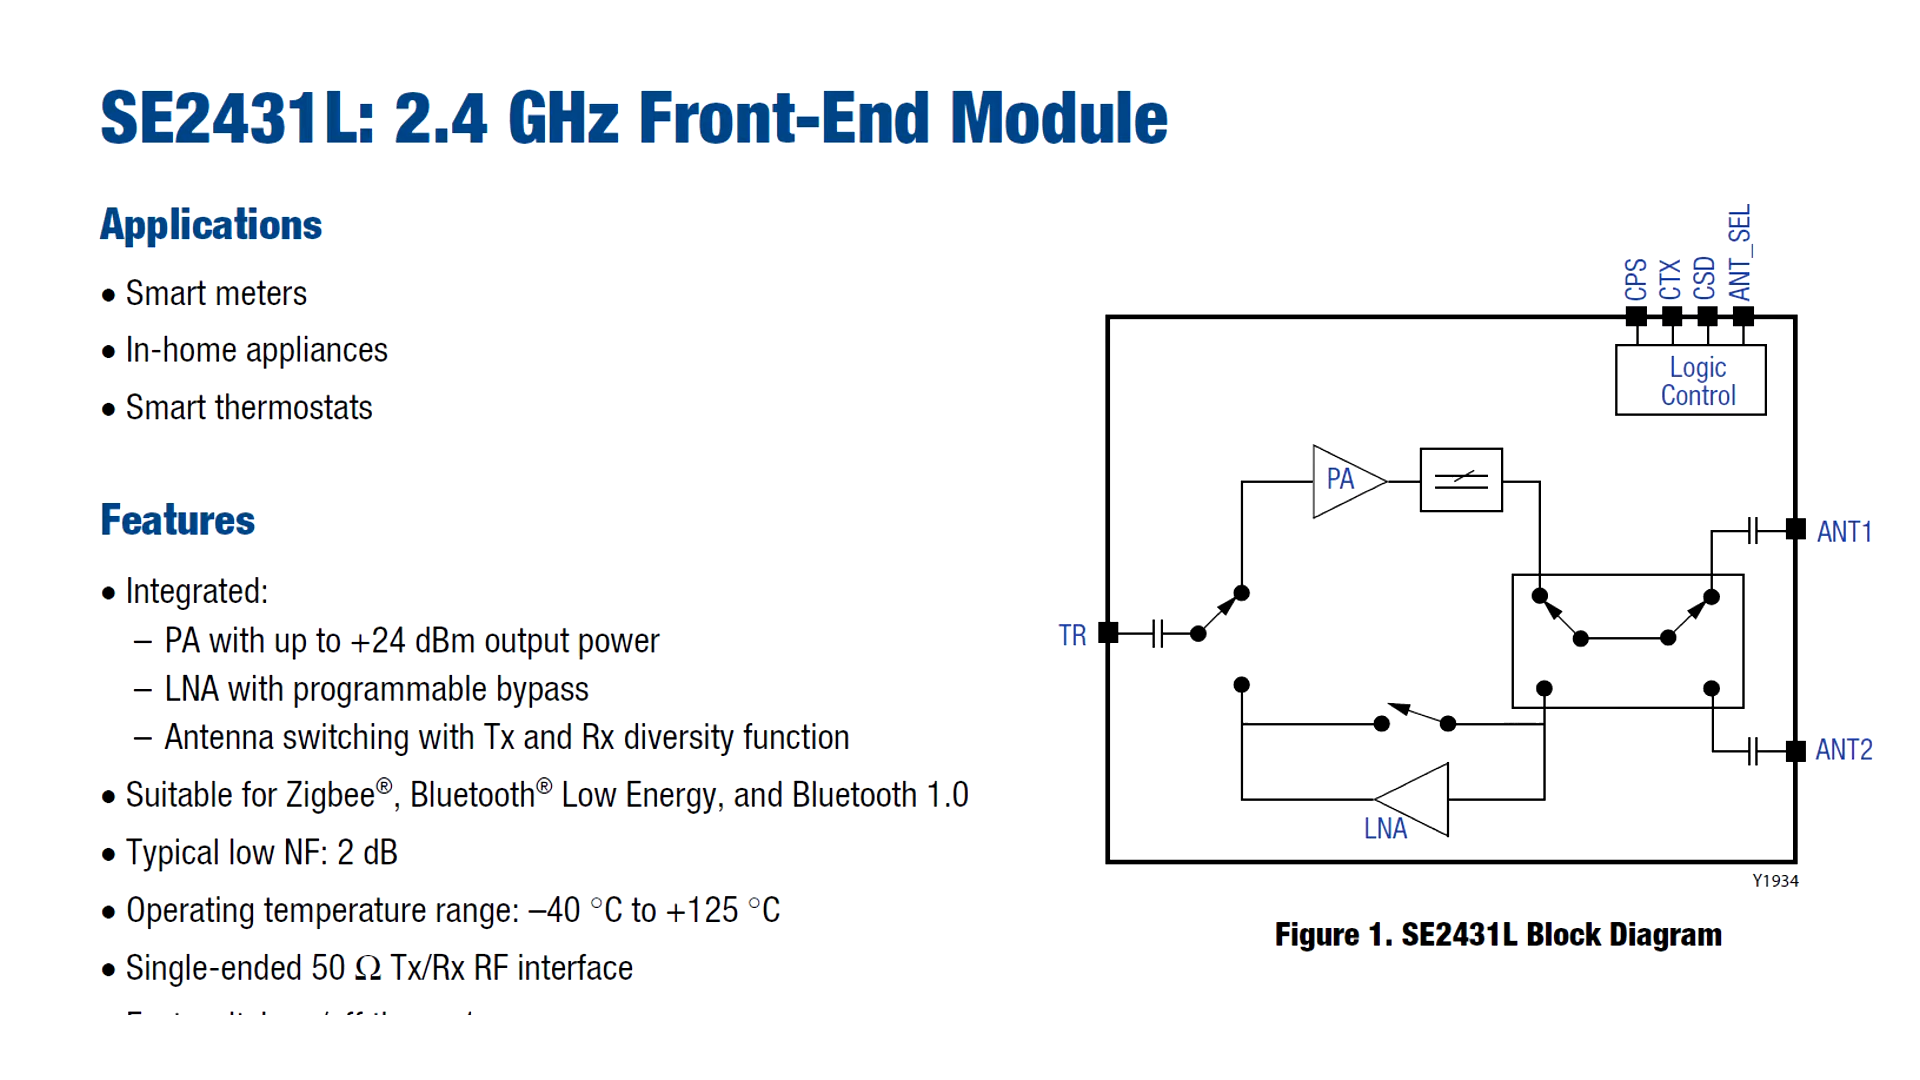 SE2431L: 2.4 GHz Front-End Module
Applications
• Smart meters
• In-home appliances
• Smart thermostats
Features
• Integrated:
– PA with up to +24 dBm output power
– LNA with programmable bypass
– Antenna switching with Tx and Rx diversity function
• Suitable for Zigbee®, Bluetooth® Low Energy, and Bluetooth 1.0
• Typical low NF: 2 dB
• Operating temperature range: –40 °C to +125 °C
• Single-ended 50 Ω Tx/Rx RF interface
CPS
CTX
CSD
ANT_SEL
Logic
Control
PA
ANT1
TR
ANT2
LNA
Y1934
Figure 1. SE2431L Block Diagram